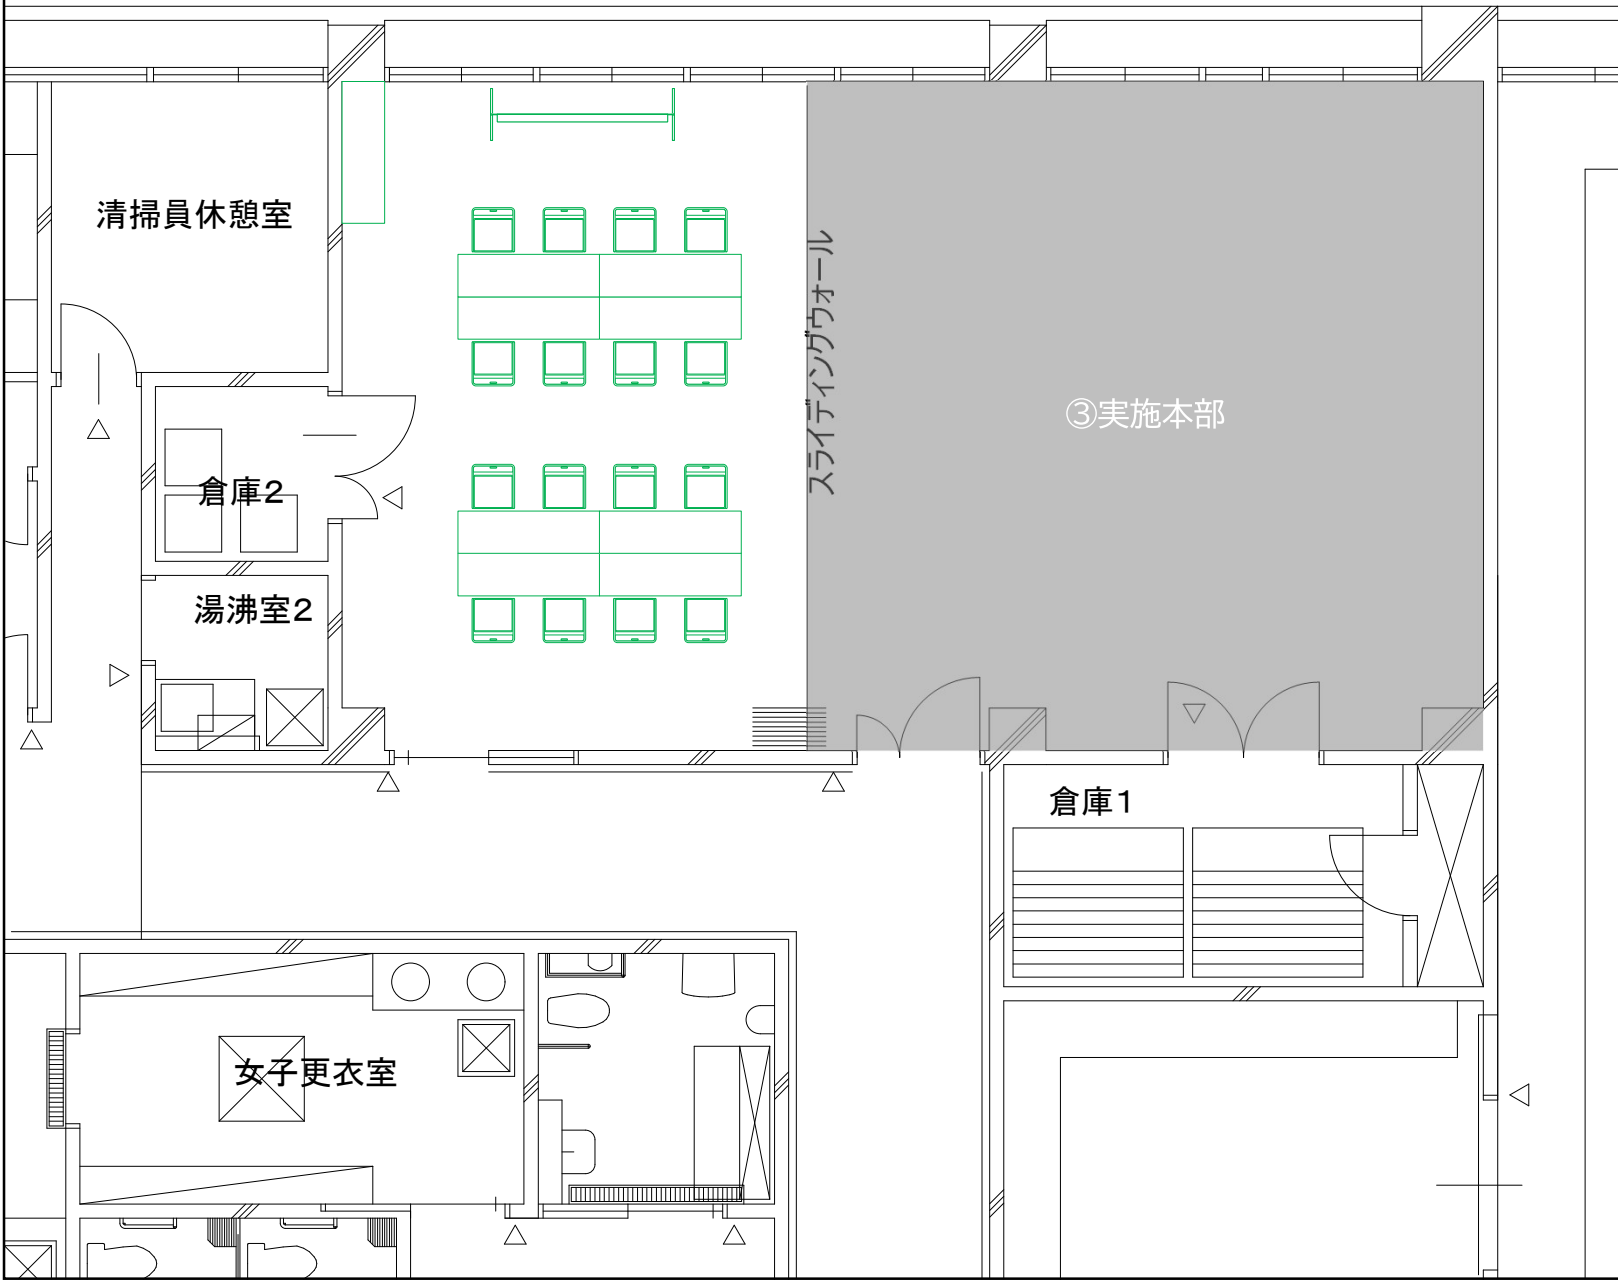 清掃員休憩室
スライディングウォール
③実施本部
倉庫2
湯沸室2
倉庫1
女子更衣室